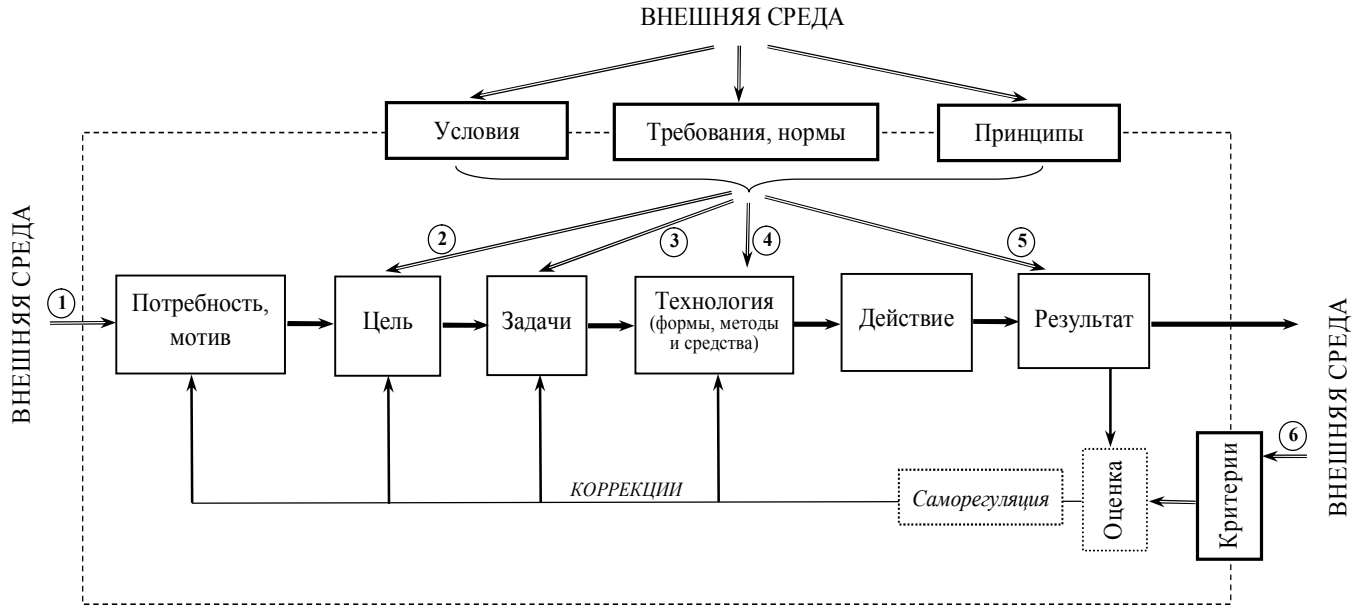 ВНЕШНЯЯ СРЕДА
Условия
Требования, нормы
Принципы
ВНЕШНЯЯ СРЕДА
1
2
3
4
5
Потребность,
мотив
Цель
Задачи
Технология
(формы, методы
и средства)
Действие
Результат
ВНЕШНЯЯ СРЕДА
6
КОРРЕКЦИИ
Саморегуляция
Оценка
Критерии